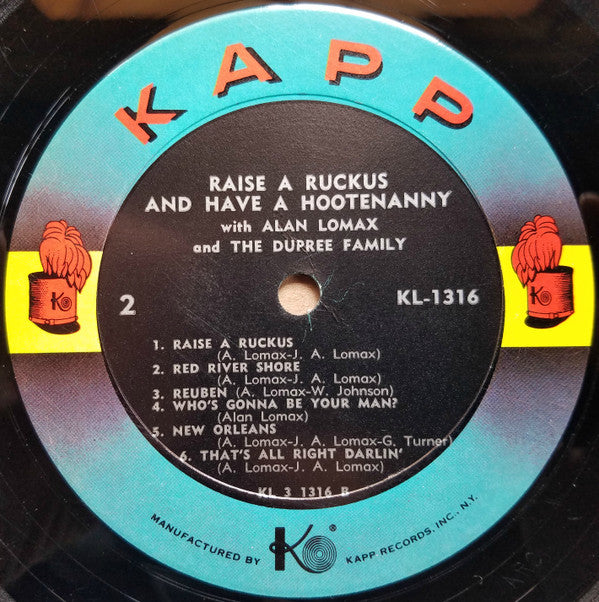 KAPP
RAISE A RUCKUS
AND HAVE A HOOTENANNY
with ALAN LOMAX
and THE DUPREE FAMILY
2
KL-1316
1. RAISE A RUCKUS
(A. Lomax-J. A. Lomax)
2. RED RIVER SHORE
(A. Lomax-J. A. Lomax)
3. REUBEN (A. Lomax-W. Johnson)
4. WHO'S GONNA BE YOUR MAN?
(Alan Lomax)
5. NEW ORLEANS
(A. Lomax-J. A. Lomax-G. Turner)
6. THAT'S ALL RIGHT DARLIN'
(A. Lomax-J. A. Lomax)
KL 3 1316 B
MANUFACTURED BY K ® KAPP RECORDS, INC., N.Y.
K
K